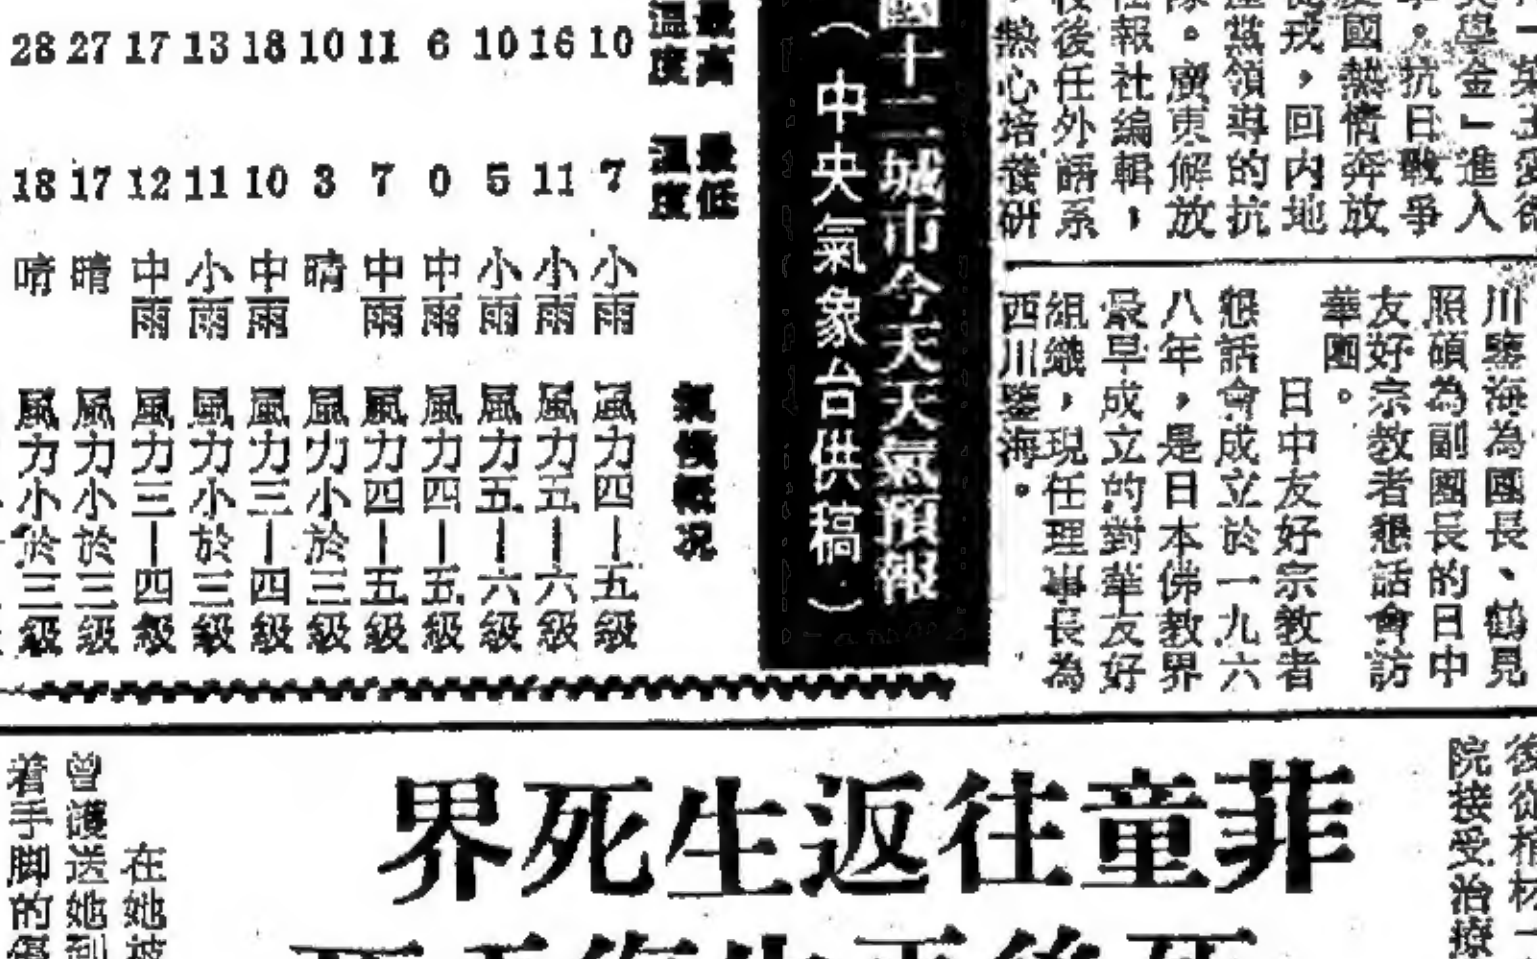 學金」進入
。抗日戰爭
國熱情奔放
戎，回內地
黨領導的抗
。廣東解放
報社編輯，
後任外語系
熱心培養研
川鑒海為團長、鶴見
照碩為副團長的日中
友好宗教者懇話會訪
華團。
日中友好宗教者
懇話會成立於一九六
八年，是日本佛教界
最早成立的對華友好
組織，現任理事長為
西川鑒海。
國十二城市今天天氣預報
（中央氣象台供稿）
最高溫度 最低溫度 氣候概况
10 7 小雨 風力四—五級
16 11 小雨 風力五—六級
10 5 小雨 風力五—六級
6 0 中雨 風力四—五級
11 7 中雨 風力四—五級
10 3 晴 風力小於三級
18 10 中雨 風力三—四級
13 11 小雨 風力小於三級
17 12 中雨 風力三—四級
27 17 晴 風力小於三級
28 18 晴 風力小於三級
院接受治療
菲童往返生死界
在她被
曾護送她到
着手脚的